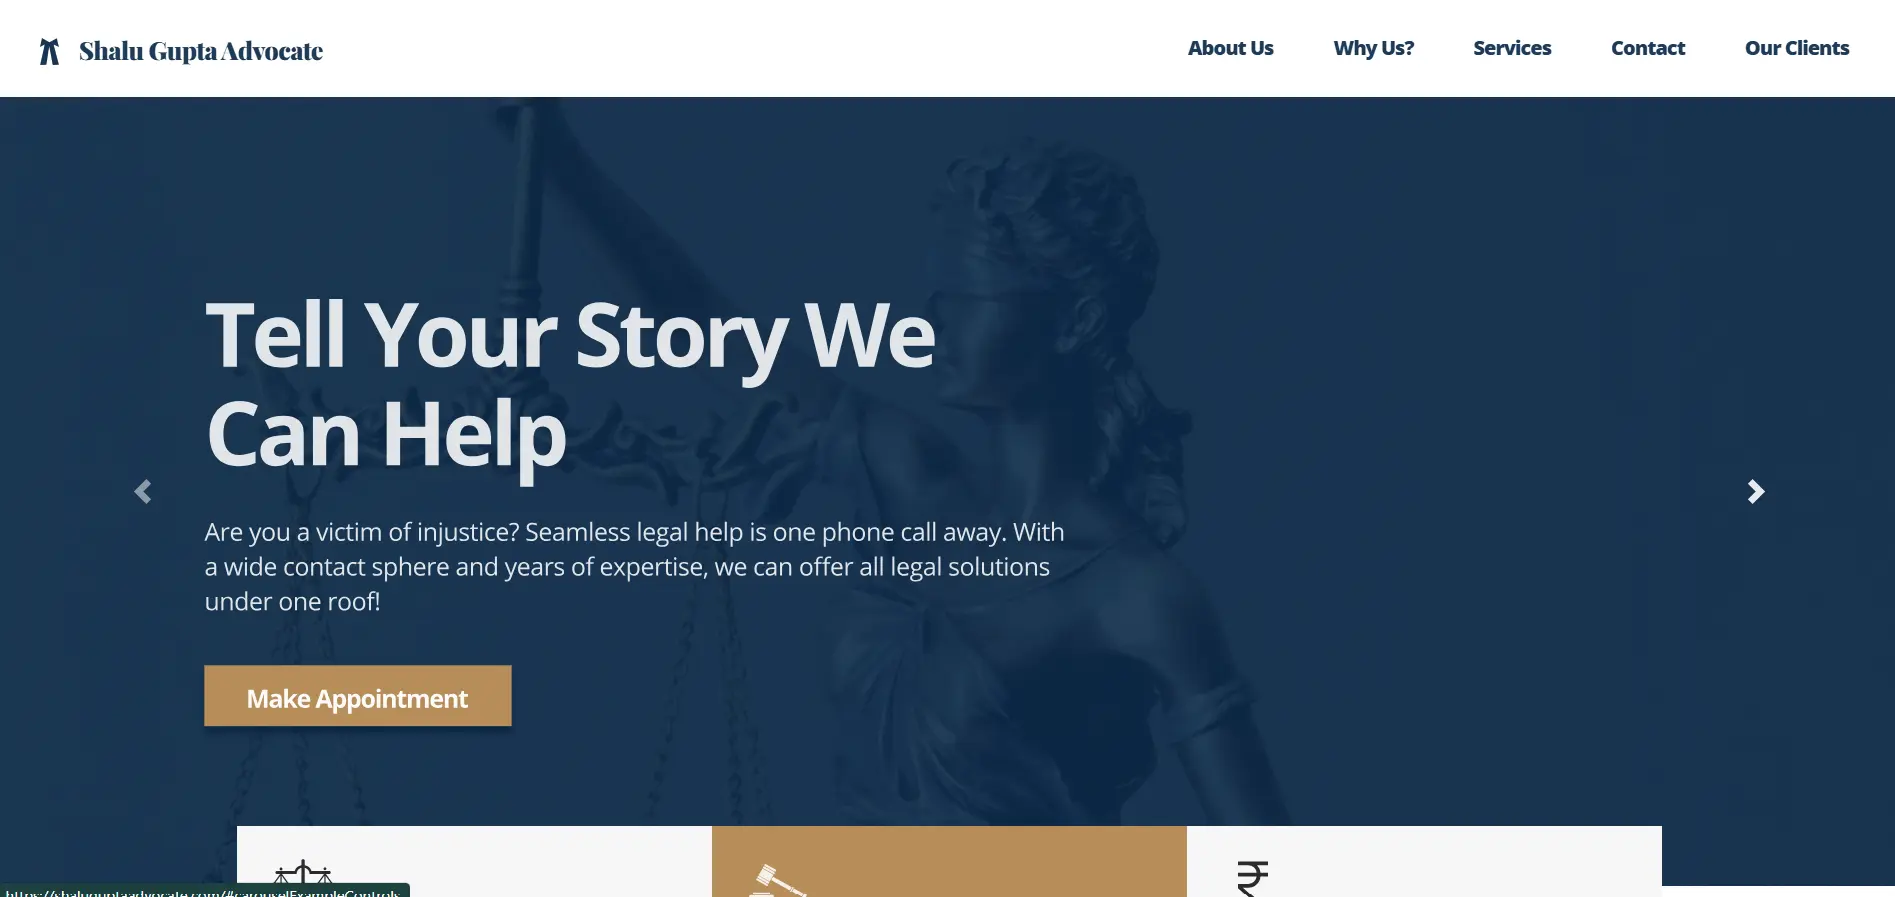 Shalu Gupta Advocate
About Us
Why Us?
Services
Contact
Our Clients
Tell Your Story We
Can Help
Are you a victim of injustice? Seamless legal help is one phone call away. With
a wide contact sphere and years of expertise, we can offer all legal solutions
under one roof!
Make Appointment
https://shaluguptaadvocate.com/#carouselExampleControls